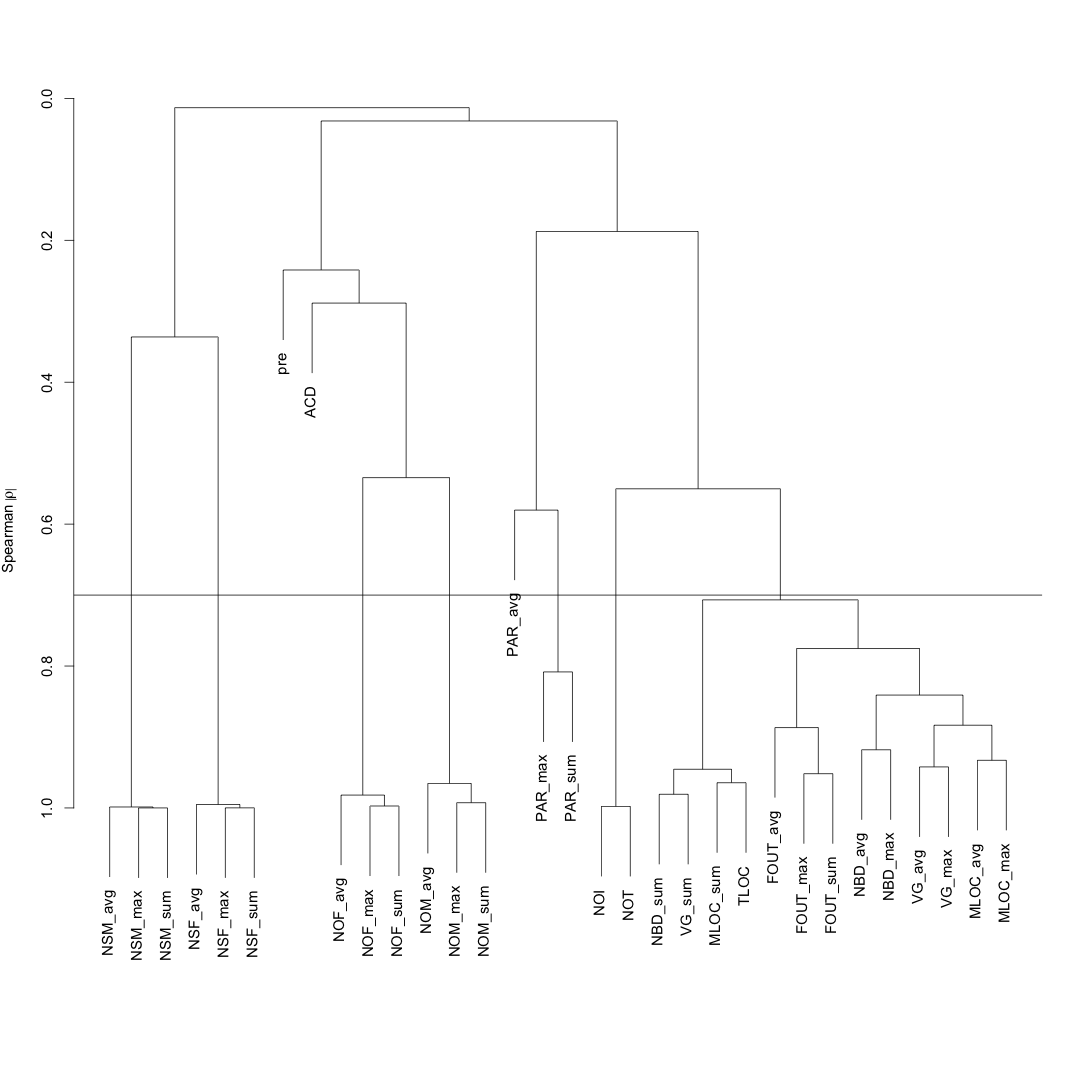 Spearman |ρ|
0.0
0.2
0.4
0.6
0.8
1.0
NSM_avg
NSM_max
NSM_sum
NSF_avg
NSF_max
NSF_sum
pre
ACD
NOF_avg
NOF_max
NOF_sum
NOM_avg
NOM_max
NOM_sum
PAR_avg
PAR_max
PAR_sum
NOI
NOT
NBD_sum
VG_sum
MLOC_sum
TLOC
FOUT_avg
FOUT_max
FOUT_sum
NBD_avg
NBD_max
VG_avg
VG_max
MLOC_avg
MLOC_max